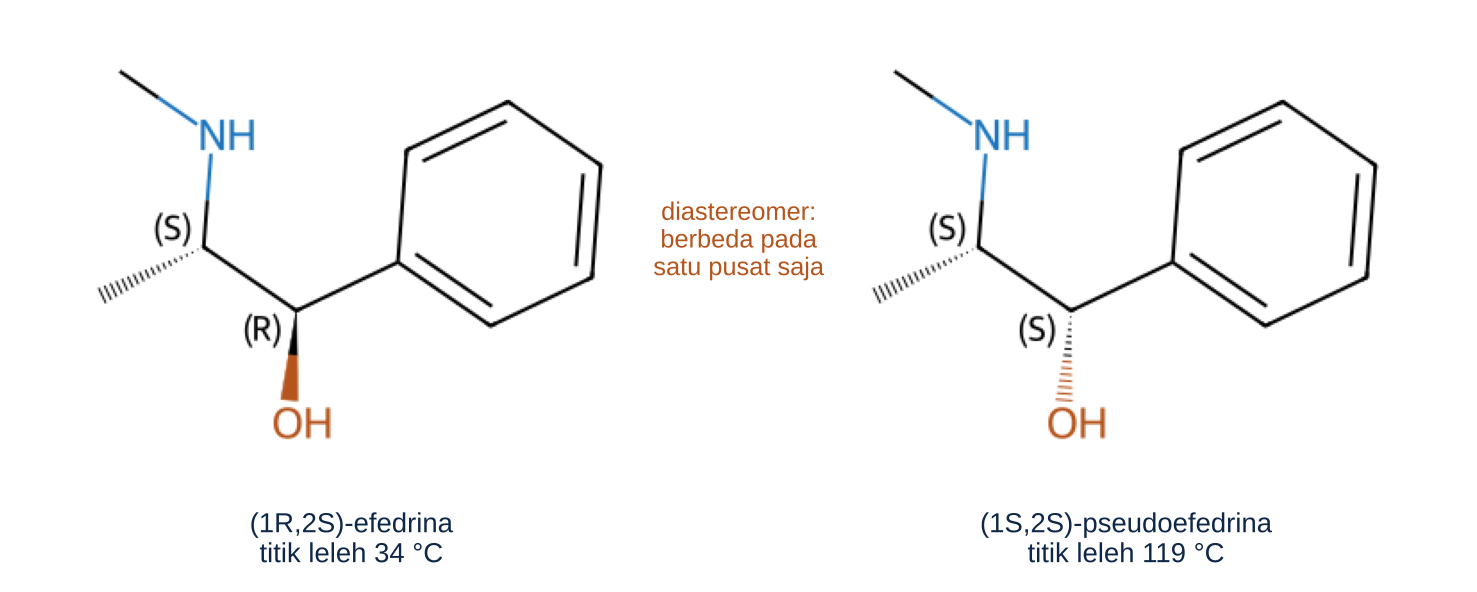 NH
(S)
(R)
OH
diastereomer:
berbeda pada
satu pusat saja
NH
(S)
(S)
OH
(1R,2S)-efedrina
titik leleh 34 °C
(1S,2S)-pseudoefedrina
titik leleh 119 °C